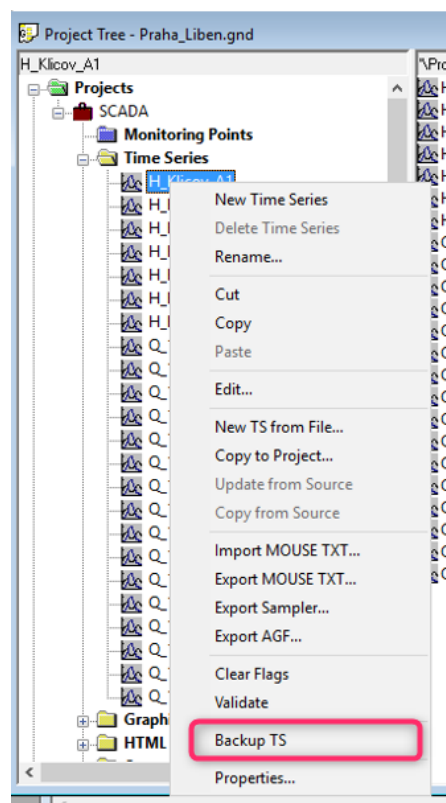 Project Tree - Praha_Liben.gnd
H_Klicov_A1
Projects
SCADA
Monitoring Points
Time Series
H_Klicov_A1
New Time Series
Delete Time Series
Rename...
Cut
Copy
Paste
Edit...
New TS from File...
Copy to Project...
Update from Source
Copy from Source
Import MOUSE TXT...
Export MOUSE TXT...
Export Sampler...
Export AGF...
Clear Flags
Validate
Backup TS
Properties...
HTML